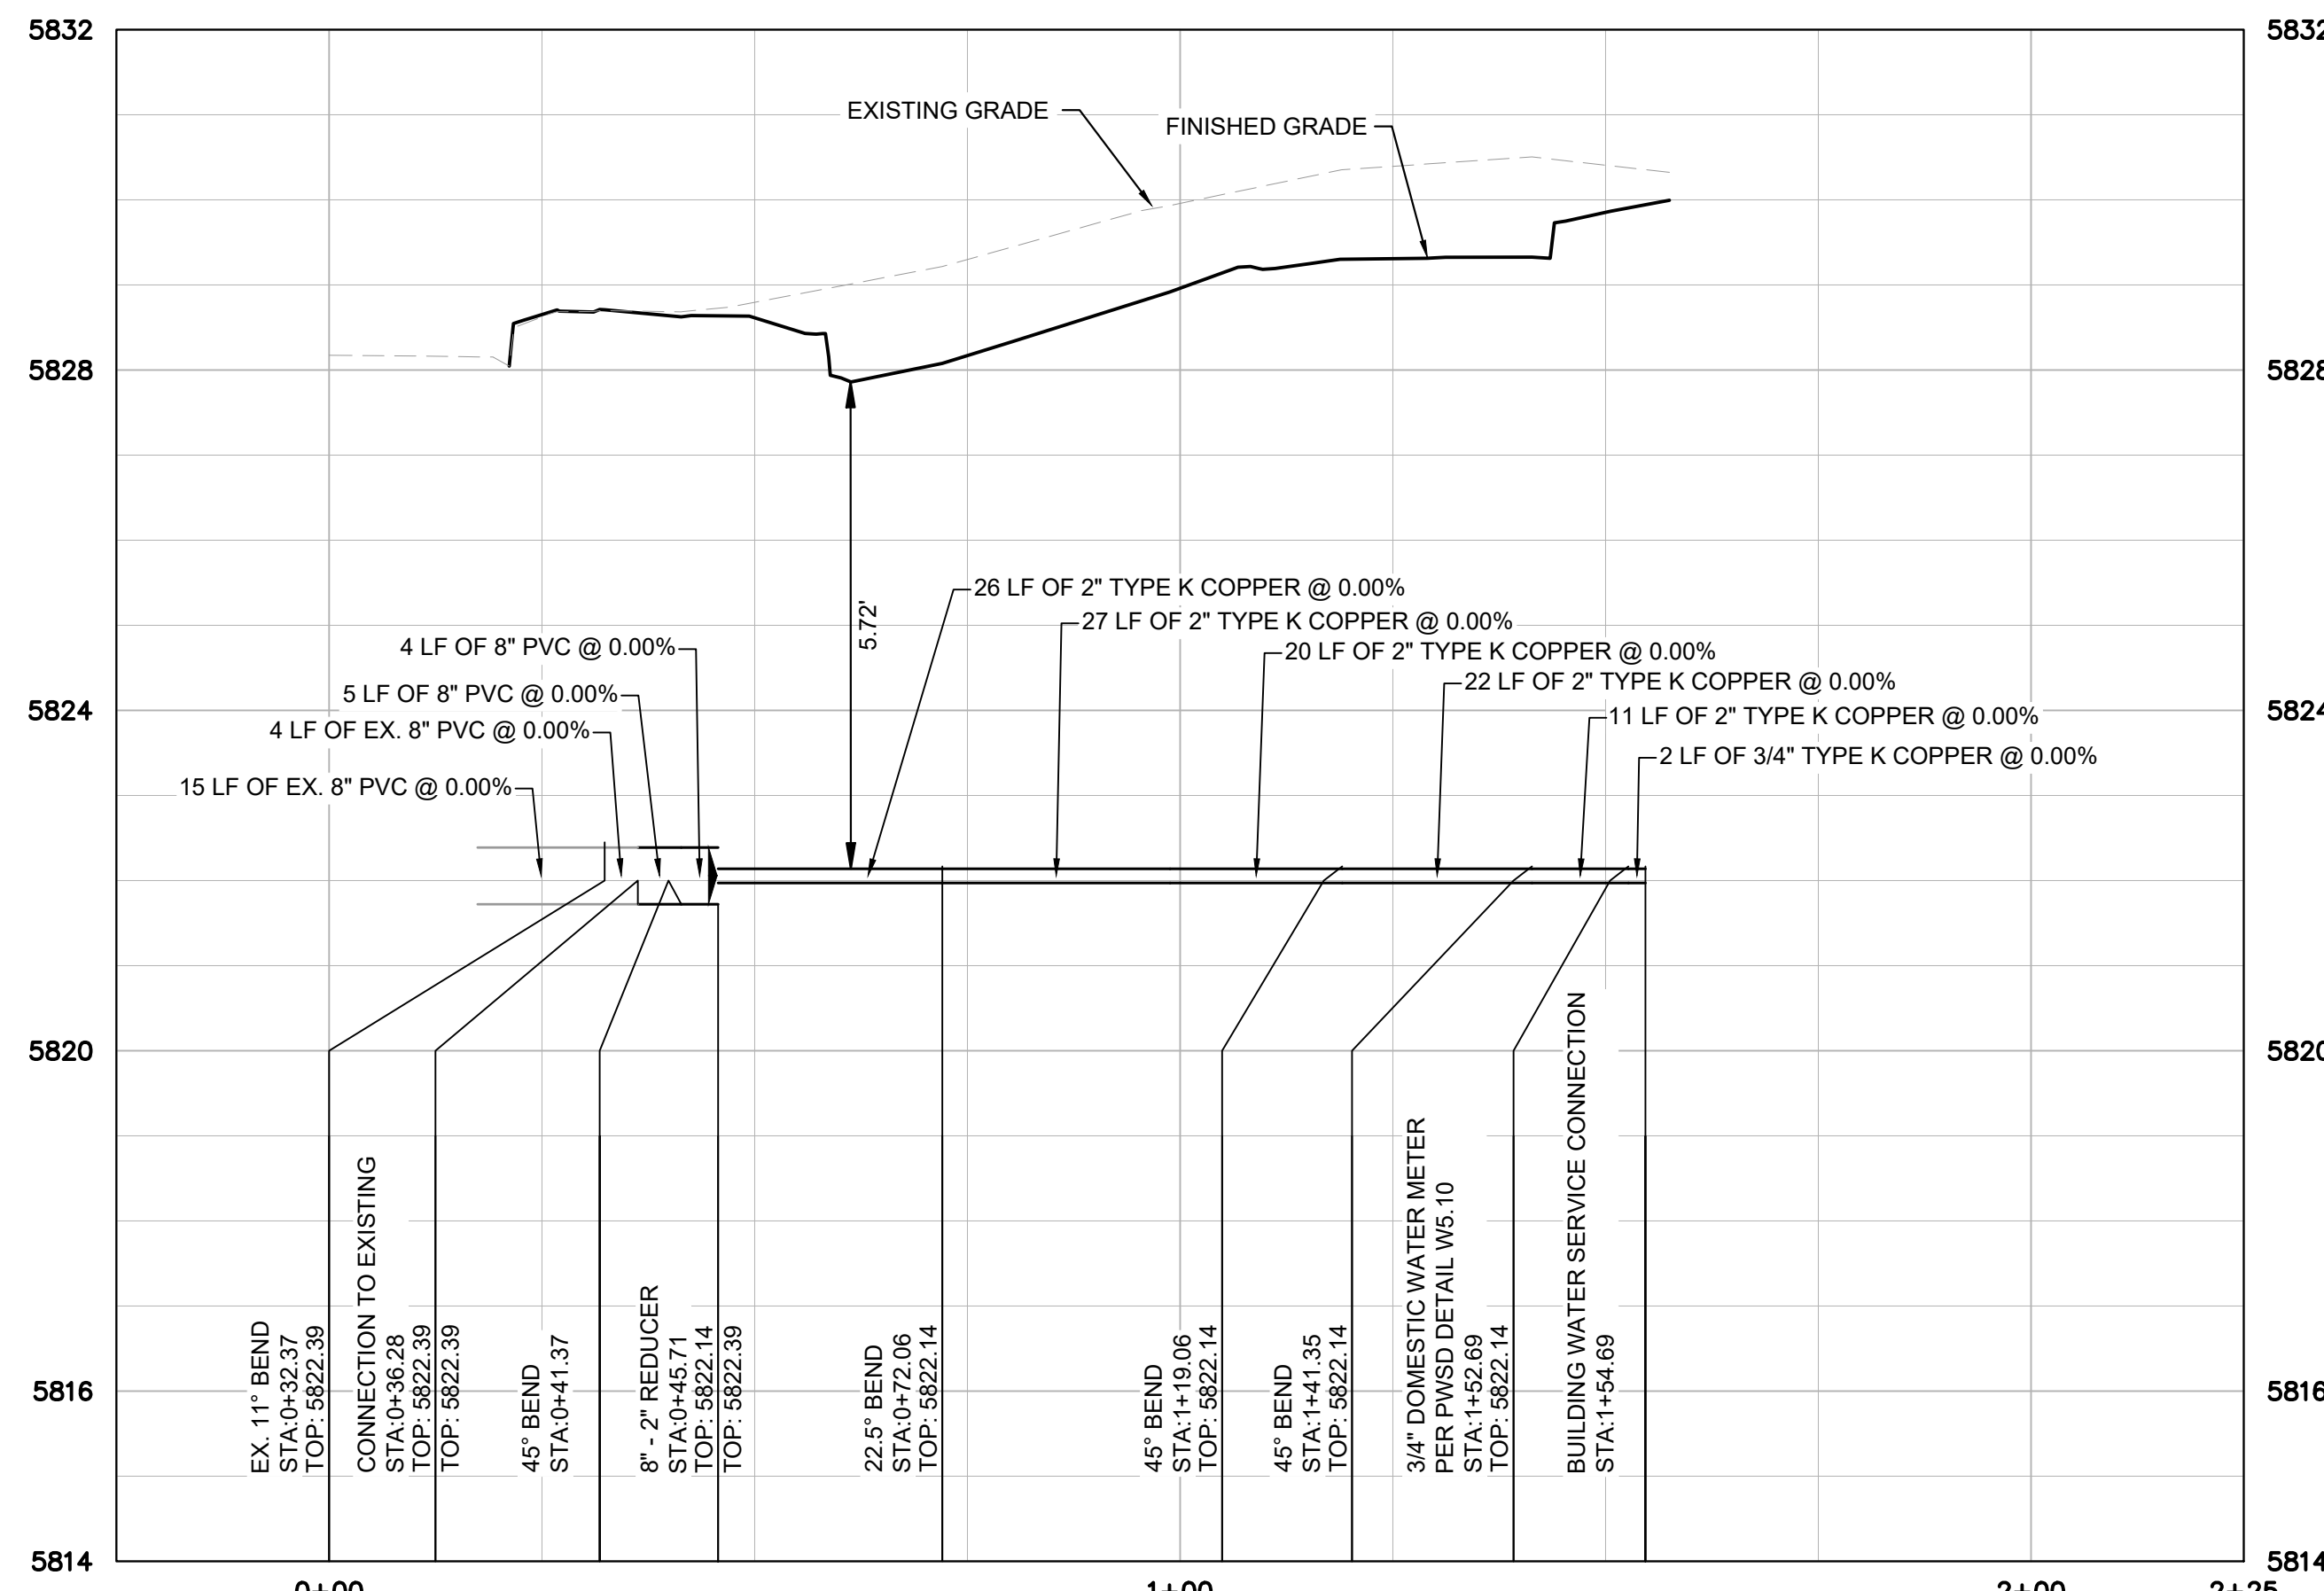 5832
5832
EXISTING GRADE
FINISHED GRADE
5828
5828
5.72'
26 LF OF 2" TYPE K COPPER @ 0.00%
27 LF OF 2" TYPE K COPPER @ 0.00%
4 LF OF 8" PVC @ 0.00%
20 LF OF 2" TYPE K COPPER @ 0.00%
22 LF OF 2" TYPE K COPPER @ 0.00%
5 LF OF 8" PVC @ 0.00%
5824
11 LF OF 2" TYPE K COPPER @ 0.00%
5824
4 LF OF EX. 8" PVC @ 0.00%
2 LF OF 3/4" TYPE K COPPER @ 0.00%
15 LF OF EX. 8" PVC @ 0.00%
5820
5820
EX. 11° BEND
STA:0+32.37
TOP: 5822.39
CONNECTION TO EXISTING
STA:0+36.28
TOP: 5822.39
TOP: 5822.39
45° BEND
STA:0+41.37
8" - 2" REDUCER
STA:0+45.71
TOP: 5822.14
TOP: 5822.39
22.5° BEND
STA:0+72.06
TOP: 5822.14
45° BEND
STA:1+19.06
TOP: 5822.14
45° BEND
STA:1+41.35
TOP: 5822.14
3/4" DOMESTIC WATER METER
PER PWSD DETAIL W5.10
STA:1+52.69
TOP: 5822.14
BUILDING WATER SERVICE CONNECTION
STA:1+54.69
5816
5816
5814
5814
0+00
1+00
2+00
2+25